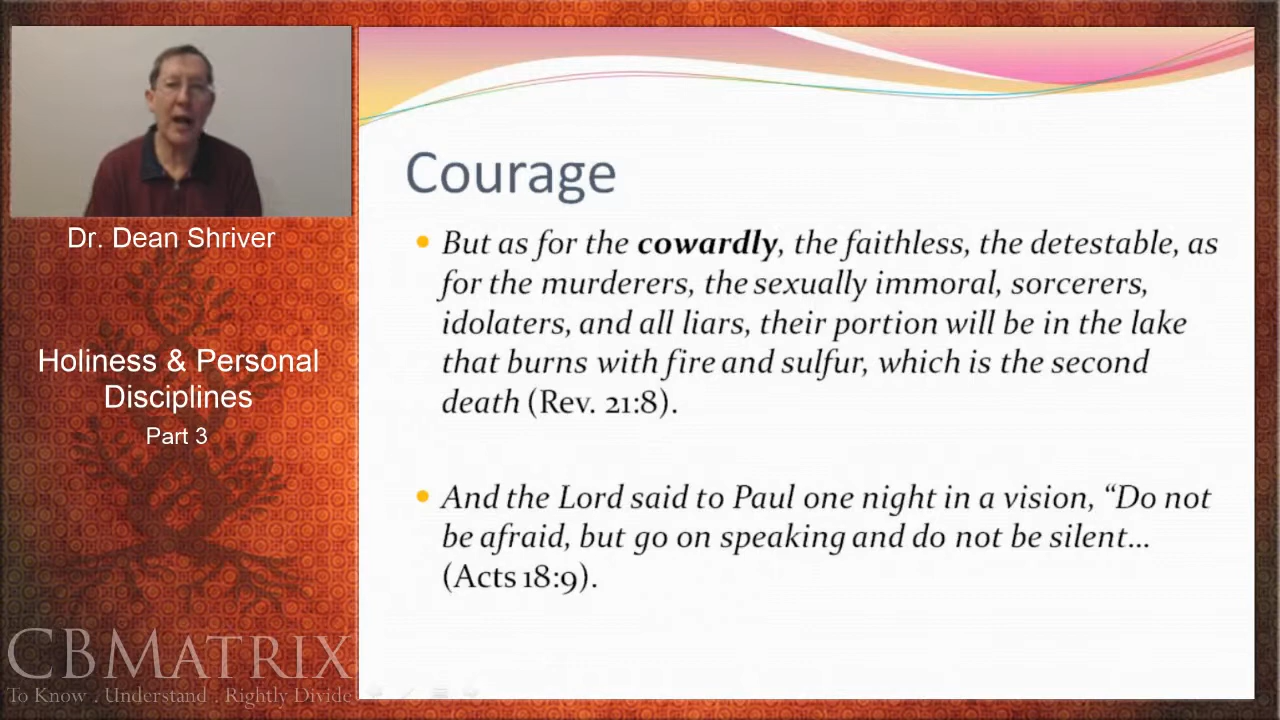 Dr. Dean Shriver
Holiness & Personal
Disciplines
Part 3
CBMATRIX
To Know . Understand . Rightly Divide
Courage
But as for the cowardly, the faithless, the detestable, as
for the murderers, the sexually immoral, sorcerers,
idolaters, and all liars, their portion will be in the lake
that burns with fire and sulfur, which is the second
death (Rev. 21:8).
And the Lord said to Paul one night in a vision, “Do not
be afraid, but go on speaking and do not be silent...
(Acts 18:9).